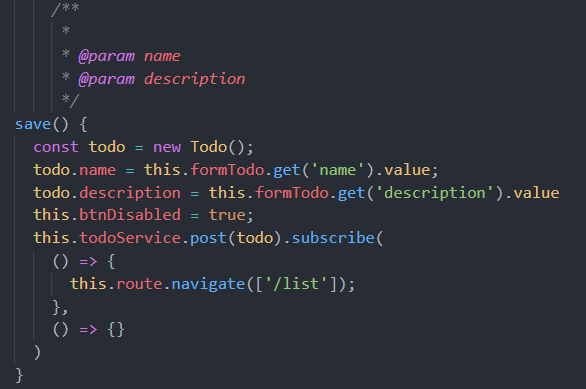 /**
 *
 * @param name
 * @param description
 */
save() {
  const todo = new Todo();
  todo.name = this.formTodo.get('name').value;
  todo.description = this.formTodo.get('description').value
  this.btnDisabled = true;
  this.todoService.post(todo).subscribe(
    () => {
      this.route.navigate(['/list']);
    },
    () => {}
  )
}